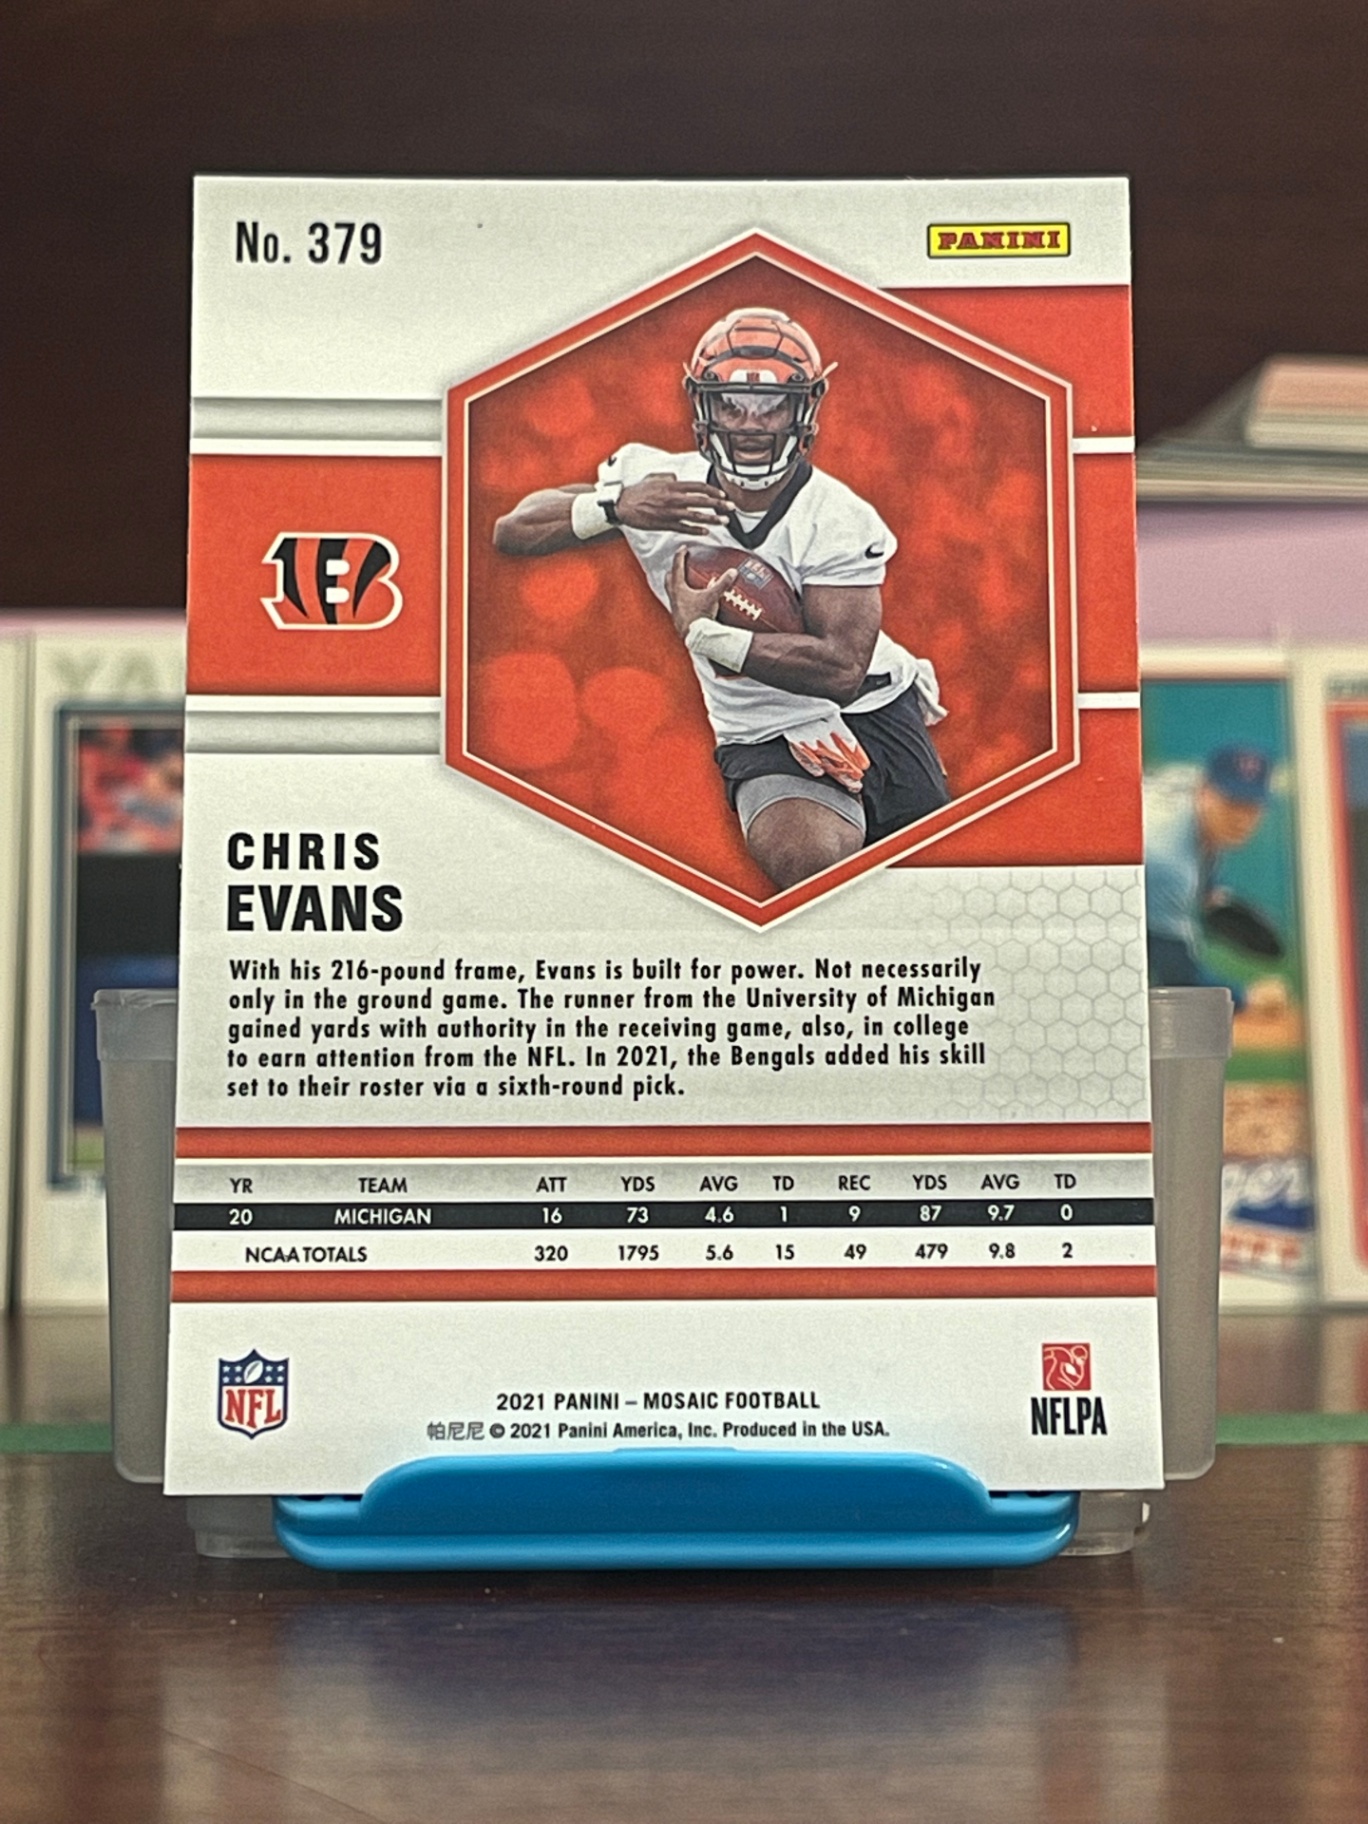 No. 379
PANINI
CHRIS
EVANS
With his 216-pound frame, Evans is built for power. Not necessarily
only in the ground game. The runner from the University of Michigan
gained yards with authority in the receiving game, also, in college
to earn attention from the NFL. In 2021, the Bengals added his skill
set to their roster via a sixth-round pick.
YR TEAM ATT YDS AVG TD REC YDS AVG TD
20 MICHIGAN 16 73 4.6 1 9 87 9.7 0
NCAA TOTALS 320 1795 5.6 15 49 479 9.8 2
NFL
2021 PANINI – MOSAIC FOOTBALL
帕尼尼 © 2021 Panini America, Inc. Produced in the USA.
NFLPA